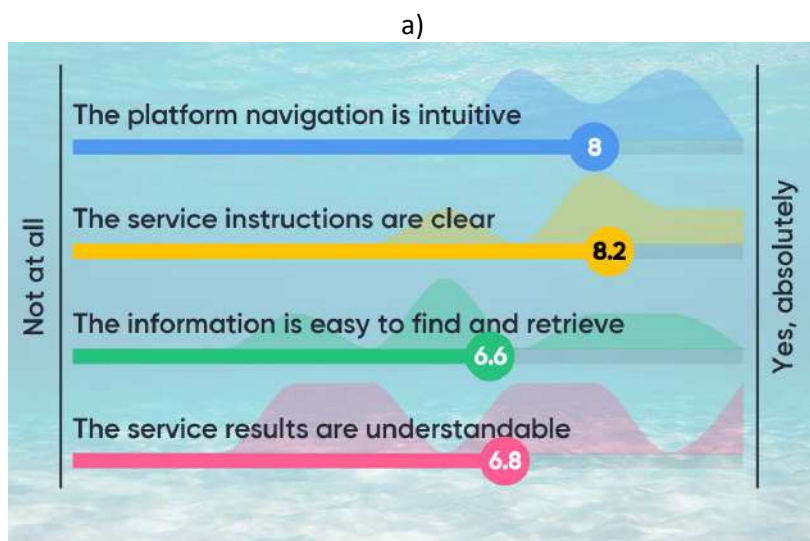 a)
Not at all
The platform navigation is intuitive
8
The service instructions are clear
8.2
The information is easy to find and retrieve
6.6
The service results are understandable
6.8
Yes, absolutely